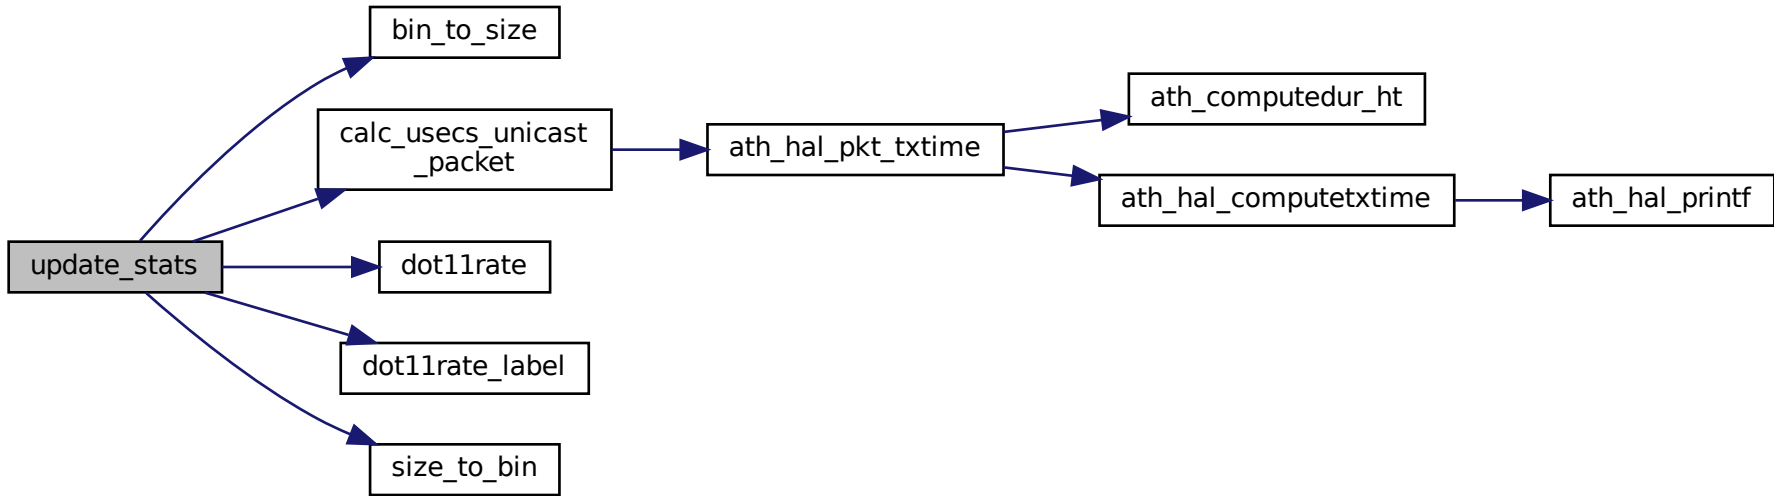 bin_to_size
calc_usecs_unicast
_packet
ath_hal_pkt_txtime
ath_computedur_ht
ath_hal_computetxtime
ath_hal_printf
update_stats
dot11rate
dot11rate_label
size_to_bin